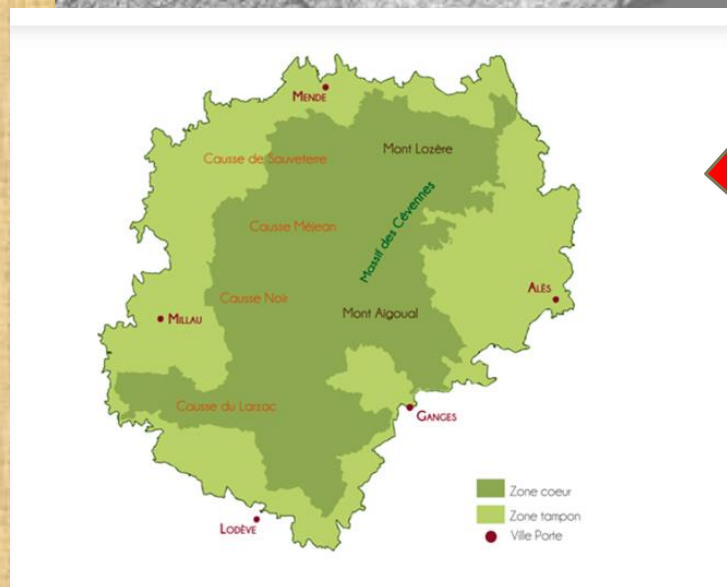 MENDE
Mont Lozère
Causse de Sauveterre
Massif des Cévennes
Causse Méjean
ALÈS
Causse Noir
Mont Aigoual
MILLAU
Causse du Larzac
GANGES
LODÈVE
Zone coeur
Zone tampon
Ville Porte